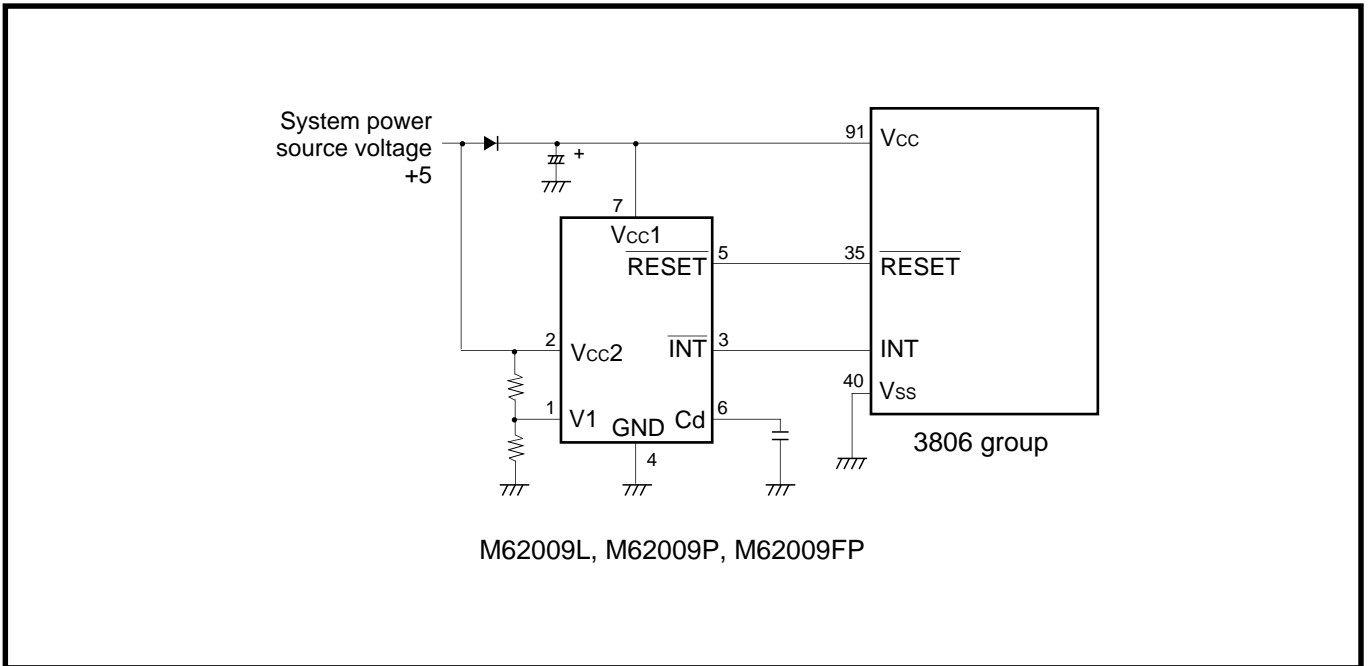 System power
source voltage
+5
+
91
VCC
7
VCC1
RESET
5
35
RESET
2
VCC2
INT
3
INT
40
VSS
1
V1
GND
Cd
6
4
3806 group
M62009L, M62009P, M62009FP